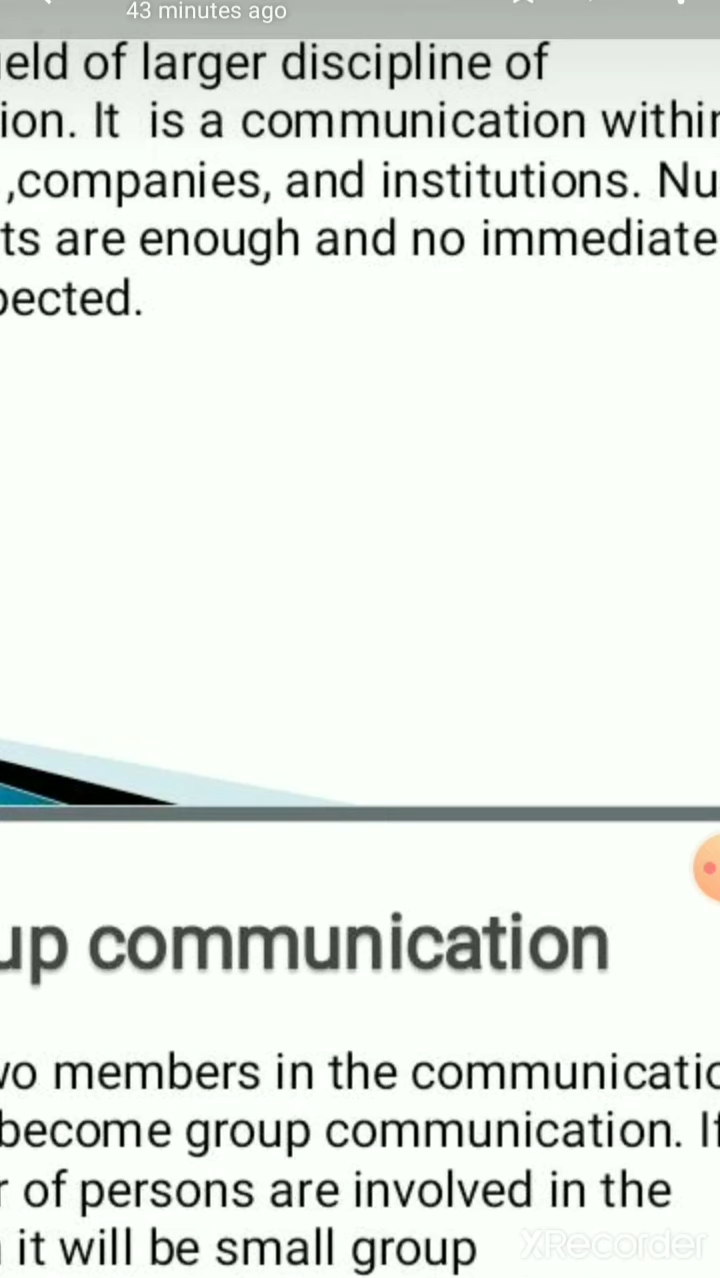 43 minutes ago
eld of larger discipline of
ion. It is a communication within
,companies, and institutions. Nu
ts are enough and no immediate
pected.
up communication
wo members in the communicatio
become group communication. If
r of persons are involved in the
it will be small group
XRecorder